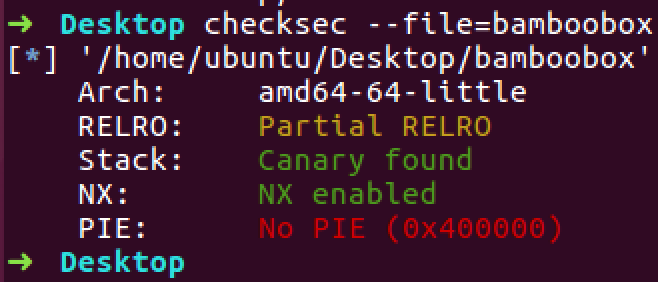 → Desktop checksec --file=bamboobox
[*] '/home/ubuntu/Desktop/bamboobox'
Arch: amd64-64-little
RELRO: Partial RELRO
Stack: Canary found
NX: NX enabled
PIE: No PIE (0x400000)
→ Desktop